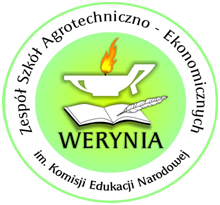 Zespół Szkół Agrotechniczno - Ekonomicznych
WERYNIA
im. Komisji Edukacji Narodowej